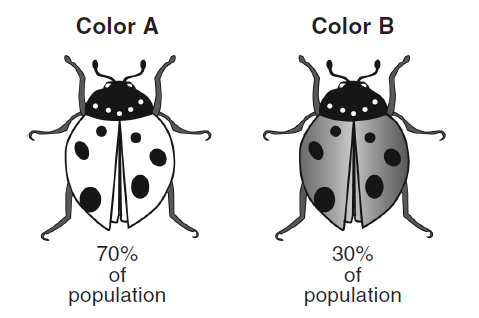 Color A
Color B
70%
of
population
30%
of
population